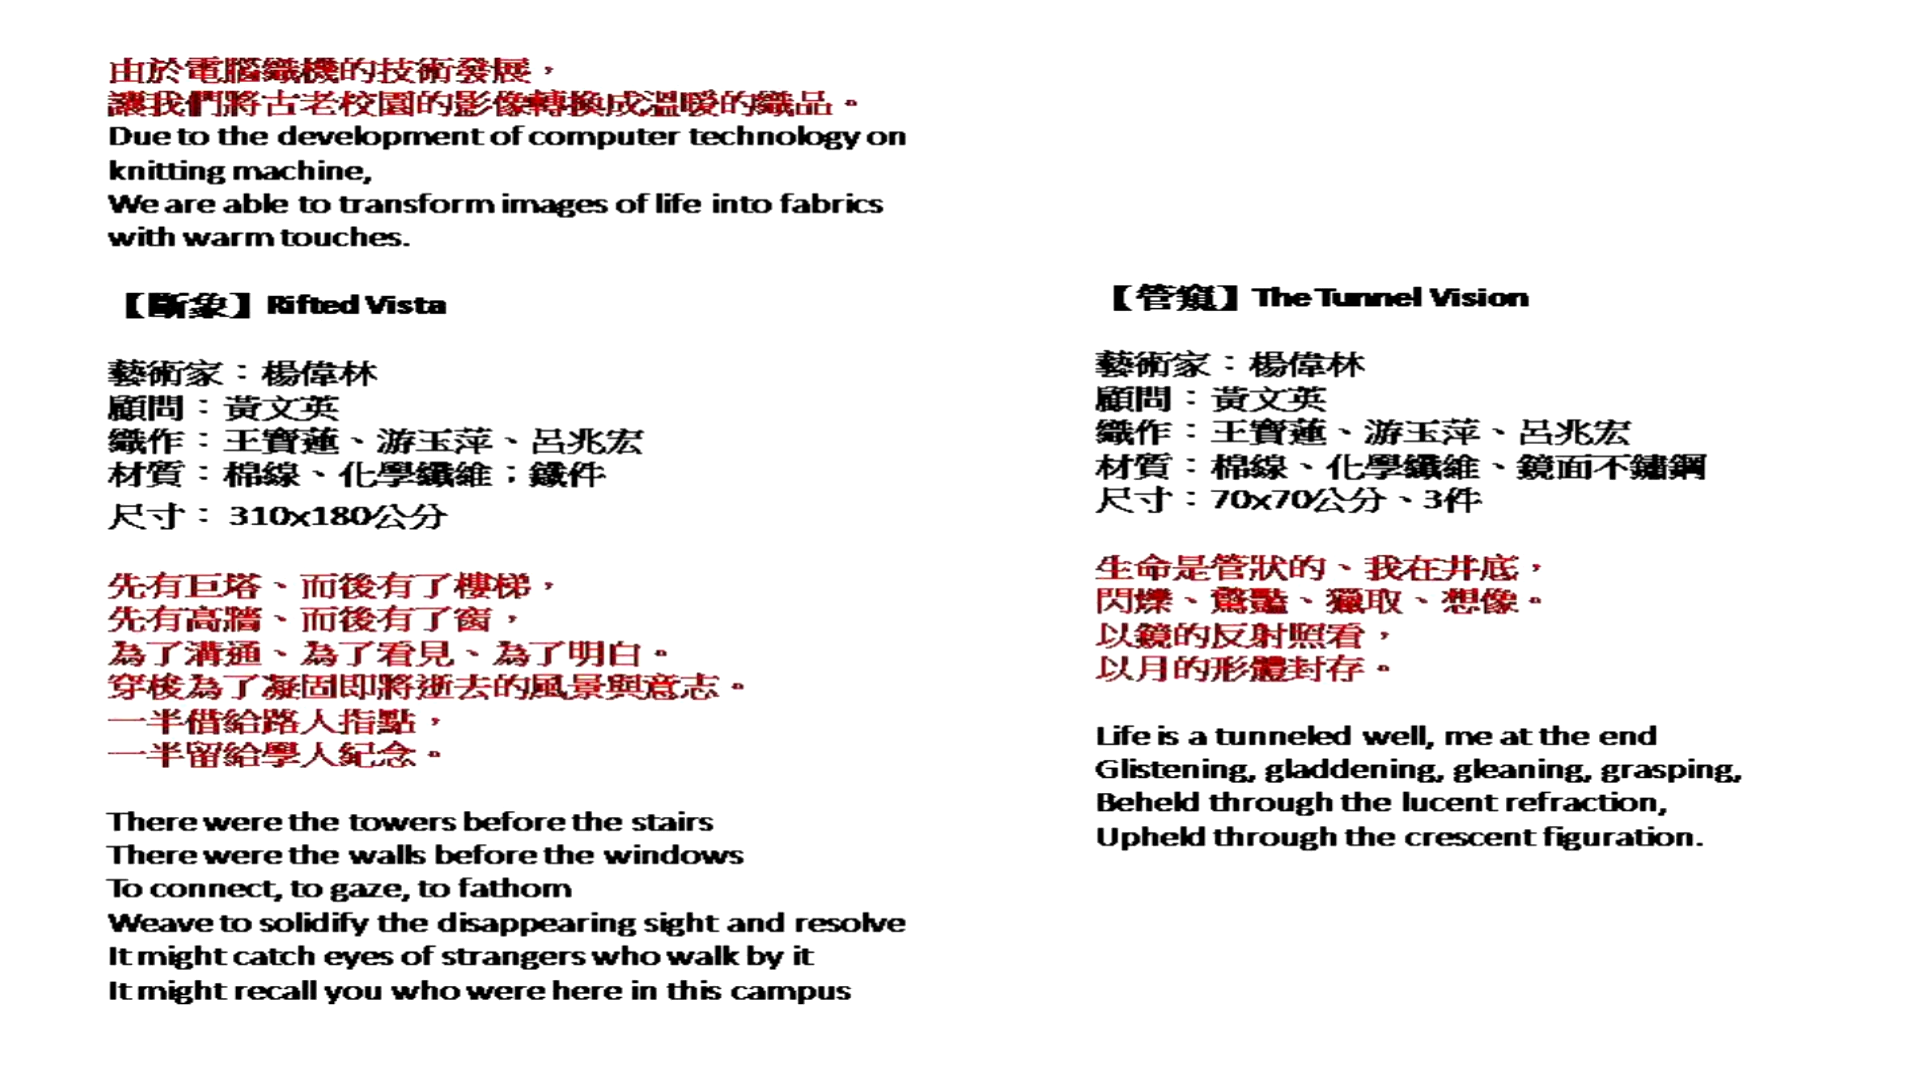 由於電腦織機的技術發展，
讓我們將古老校園的影像轉換成溫暖的織品。
Due to the development of computer technology on
knitting machine,
We are able to transform images of life into fabrics
with warm touches.
【斷象】Rifted Vista
藝術家：楊偉林
顧問：黃文英
織作：王寶蓮、游玉萍、呂兆宏
材質：棉線、化學纖維；鐵件
尺寸： 310x180公分
先有巨塔、而後有了樓梯，
先有高牆、而後有了窗，
為了溝通、為了看見、為了明白。
穿梭為了凝固即將逝去的風景與意志。
一半借給路人指點，
一半留給學人紀念。
There were the towers before the stairs
There were the walls before the windows
To connect, to gaze, to fathom
Weave to solidify the disappearing sight and resolve
It might catch eyes of strangers who walk by it
It might recall you who were here in this campus
【管窺】The Tunnel Vision
藝術家：楊偉林
顧問：黃文英
織作：王寶蓮、游玉萍、呂兆宏
材質：棉線、化學纖維、鏡面不鏽鋼
尺寸：70x70公分、3件
生命是管狀的、我在井底，
閃爍、驚豔、獵取、想像。
以鏡的反射照看，
以月的形體封存。
Life is a tunneled well, me at the end
Glistening, gladdening, gleaning, grasping,
Beheld through the lucent refraction,
Upheld through the crescent figuration.